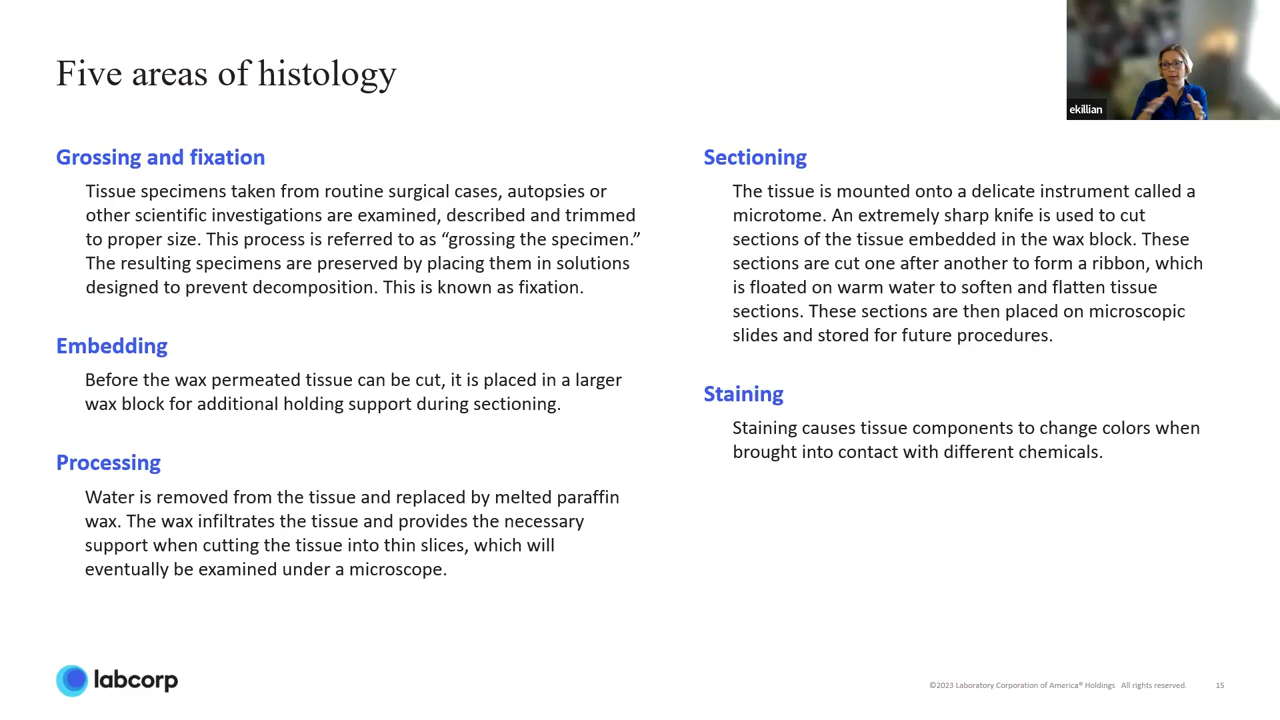 Five areas of histology
ekillian
Grossing and fixation
Tissue specimens taken from routine surgical cases, autopsies or
other scientific investigations are examined, described and trimmed
to proper size. This process is referred to as “grossing the specimen.”
The resulting specimens are preserved by placing them in solutions
designed to prevent decomposition. This is known as fixation.
Embedding
Before the wax permeated tissue can be cut, it is placed in a larger
wax block for additional holding support during sectioning.
Processing
Water is removed from the tissue and replaced by melted paraffin
wax. The wax infiltrates the tissue and provides the necessary
support when cutting the tissue into thin slices, which will
eventually be examined under a microscope.
Sectioning
The tissue is mounted onto a delicate instrument called a
microtome. An extremely sharp knife is used to cut
sections of the tissue embedded in the wax block. These
sections are cut one after another to form a ribbon, which
is floated on warm water to soften and flatten tissue
sections. These sections are then placed on microscopic
slides and stored for future procedures.
Staining
Staining causes tissue components to change colors when
brought into contact with different chemicals.
labcorp
©2023 Laboratory Corporation of America® Holdings All rights reserved. 15